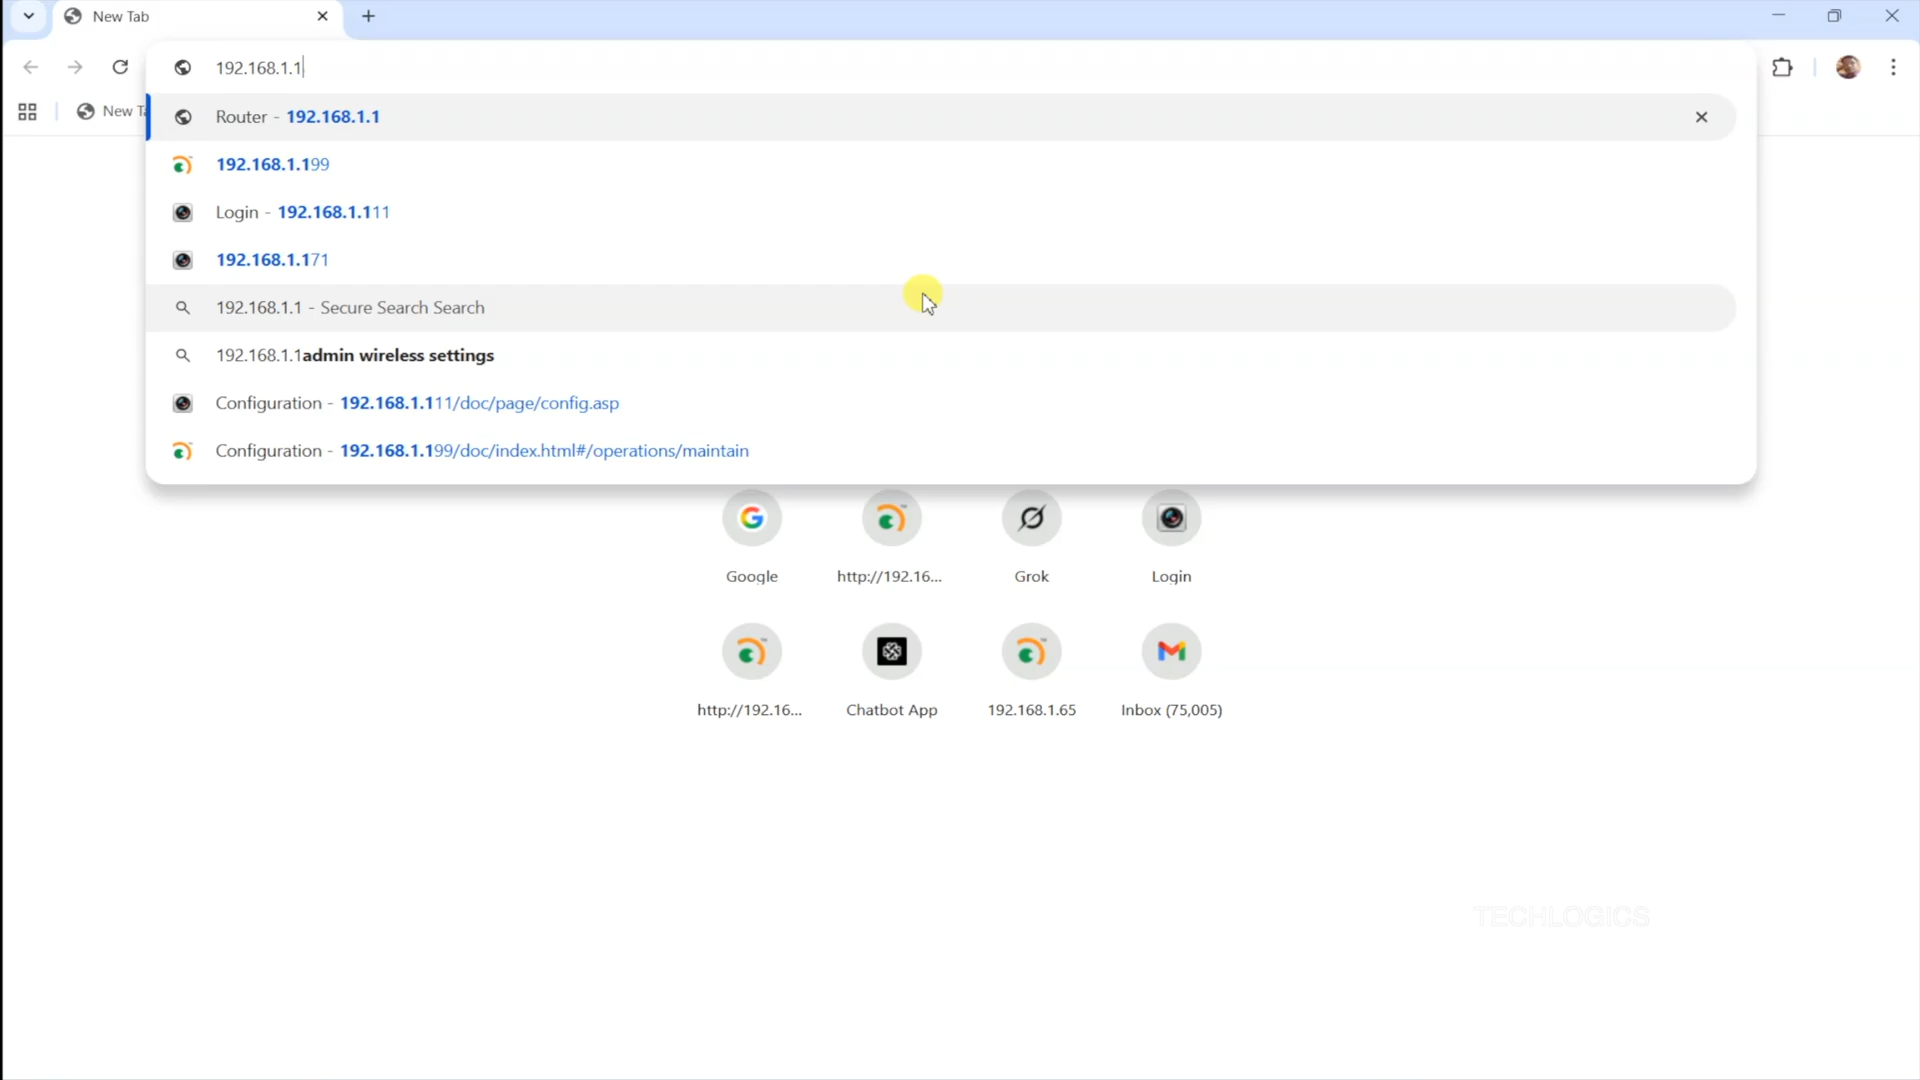 New Tab
192.168.1.1
New Ta
Router - 192.168.1.1
192.168.1.199
Login - 192.168.1.111
192.168.1.171
192.168.1.1 - Secure Search Search
192.168.1.1admin wireless settings
Configuration - 192.168.1.111/doc/page/config.asp
Configuration - 192.168.1.199/doc/index.html#/operations/maintain
Google
http://192.16...
Grok
Login
http://192.16...
Chatbot App
192.168.1.65
Inbox (75,005)
TECHLOGICS